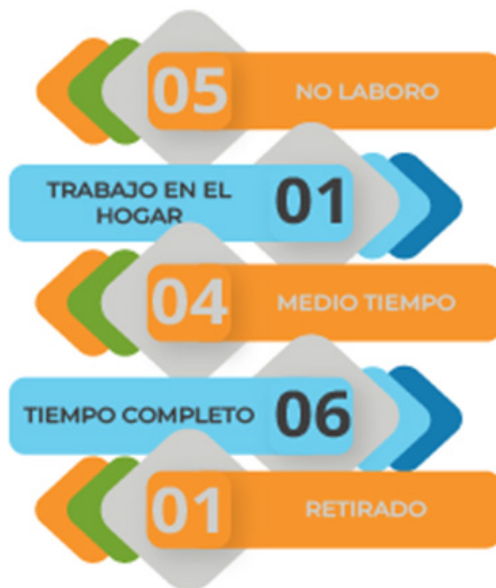 05 NO LABORO
TRABAJO EN EL
HOGAR
01
04 MEDIO TIEMPO
TIEMPO COMPLETO 06
01 RETIRADO